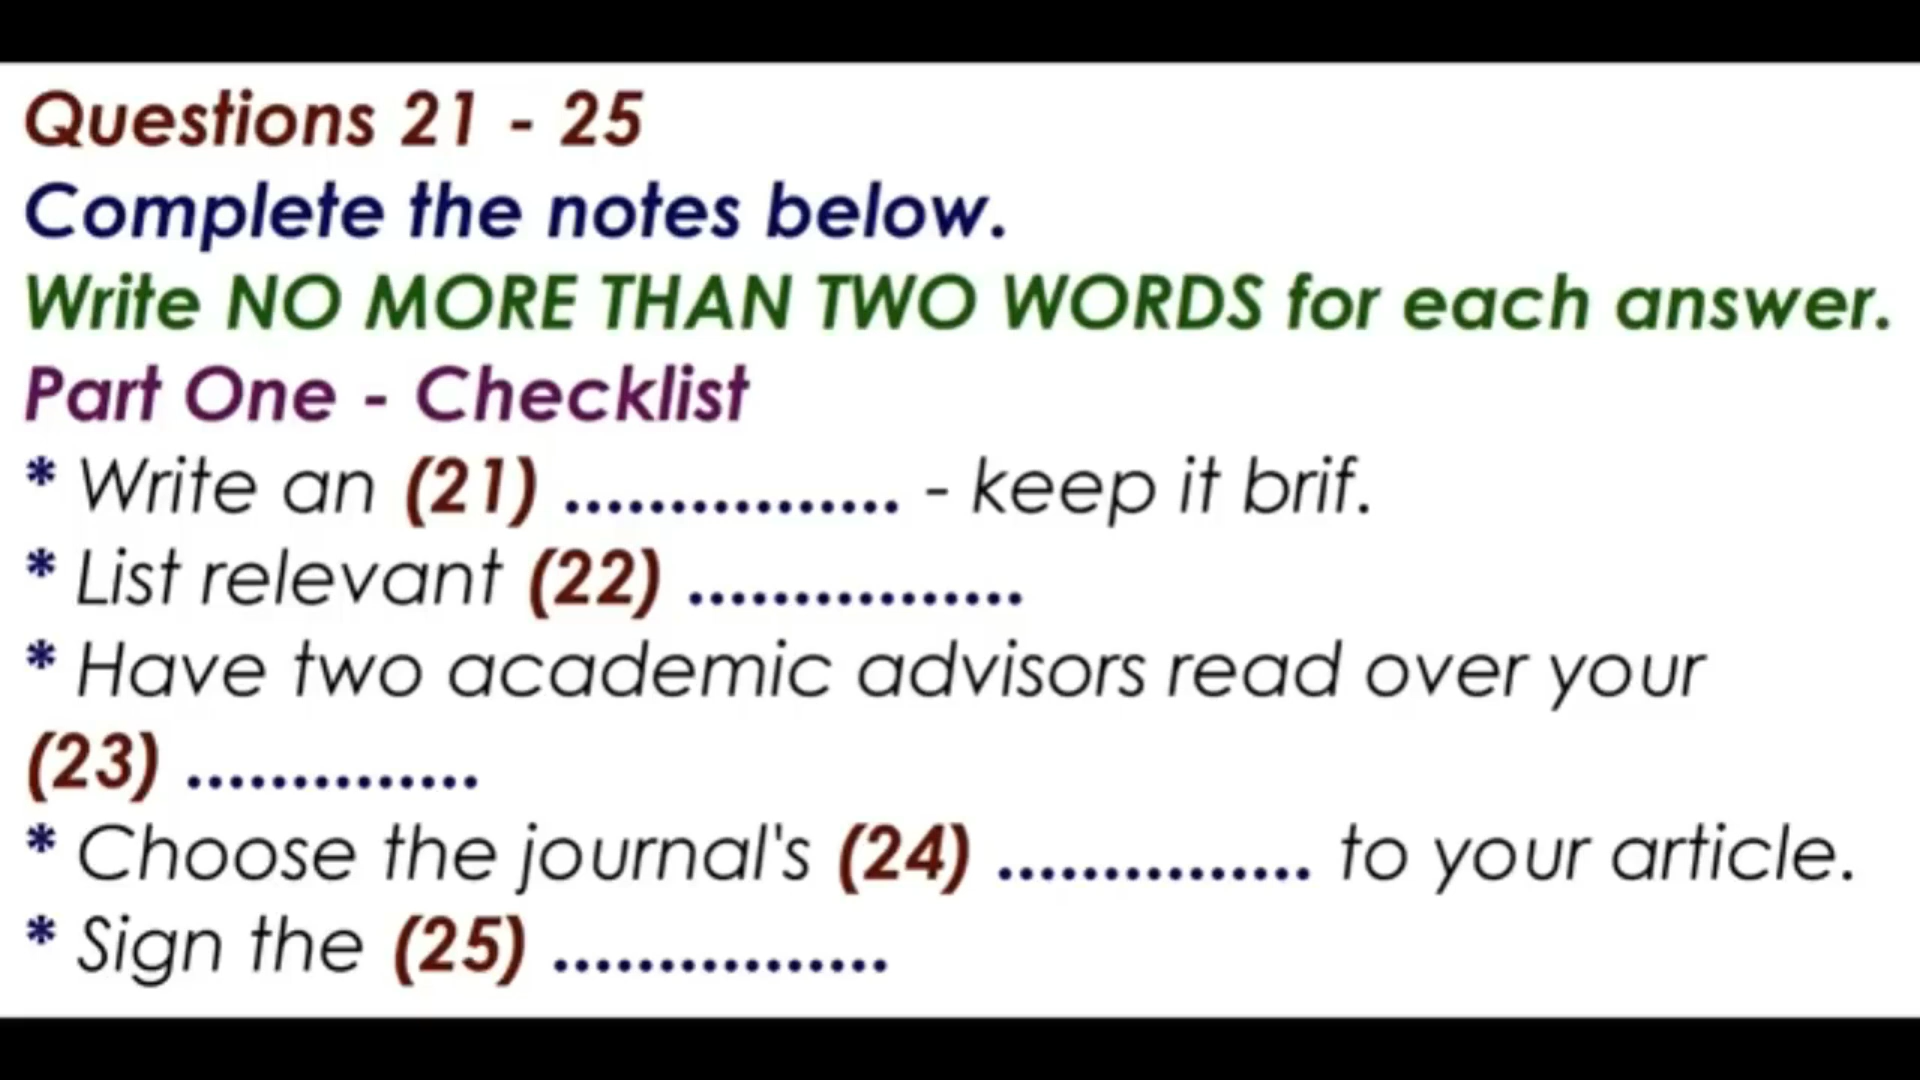 Questions 21 - 25
Complete the notes below.
Write NO MORE THAN TWO WORDS for each answer.
Part One - Checklist
* Write an (21) ................ - keep it brif.
* List relevant (22) ................
* Have two academic advisors read over your
(23) ..............
* Choose the journal's (24) ............... to your article.
* Sign the (25) ................